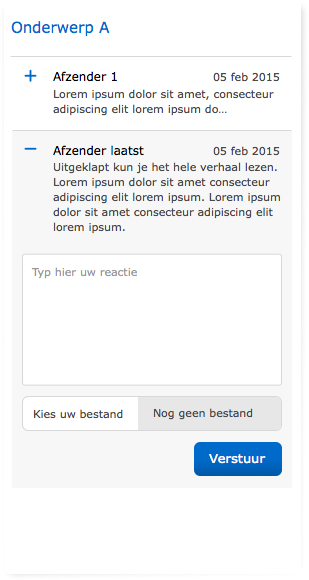 Onderwerp A
Afzender 1 05 feb 2015
Lorem ipsum dolor sit amet, consecteur
adipiscing elit lorem ipsum do...
Afzender laatst 05 feb 2015
Uitgeklapt kun je het hele verhaal lezen.
Lorem ipsum dolor sit amet consecteur
adipiscing elit lorem ipsum. Lorem ipsum
dolor sit amet consecteur adipiscing elit
lorem ipsum.
Typ hier uw reactie
Kies uw bestand Nog geen bestand
Verstuur